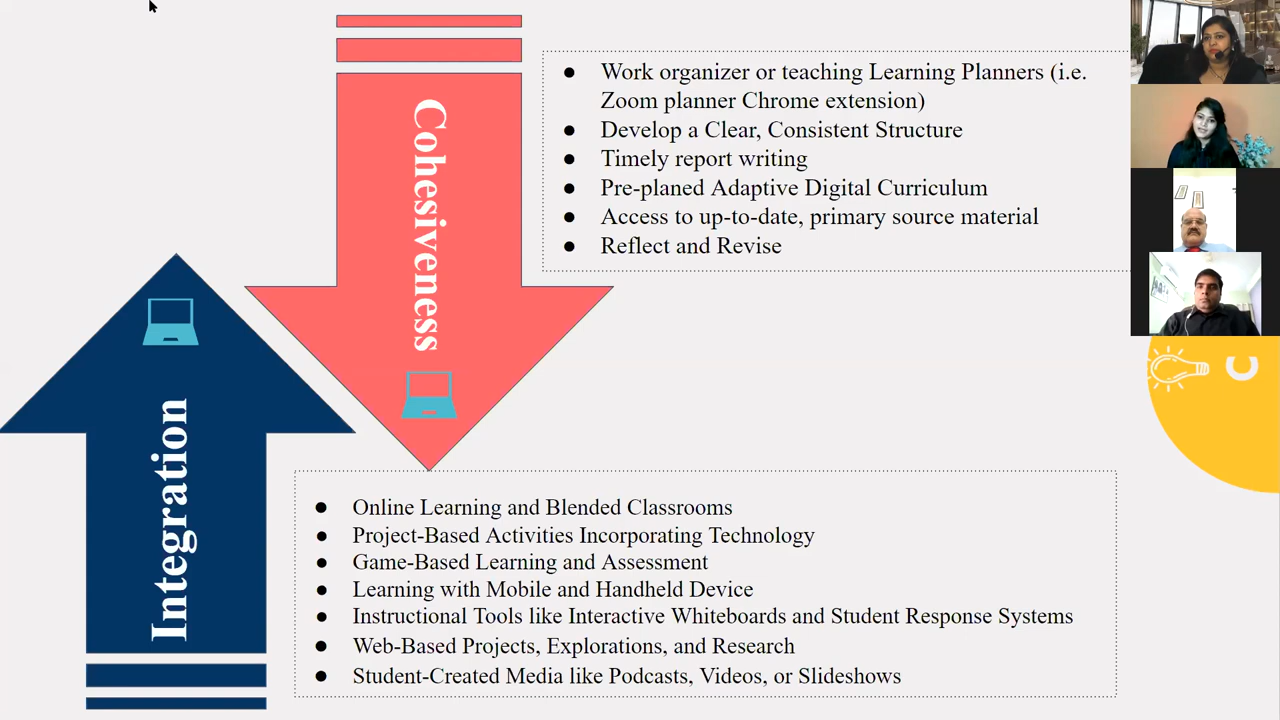 Cohesiveness
Work organizer or teaching Learning Planners (i.e.
Zoom planner Chrome extension)
Develop a Clear, Consistent Structure
Timely report writing
Pre-planed Adaptive Digital Curriculum
Access to up-to-date, primary source material
Reflect and Revise
Integration
Online Learning and Blended Classrooms
Project-Based Activities Incorporating Technology
Game-Based Learning and Assessment
Learning with Mobile and Handheld Device
Instructional Tools like Interactive Whiteboards and Student Response Systems
Web-Based Projects, Explorations, and Research
Student-Created Media like Podcasts, Videos, or Slideshows